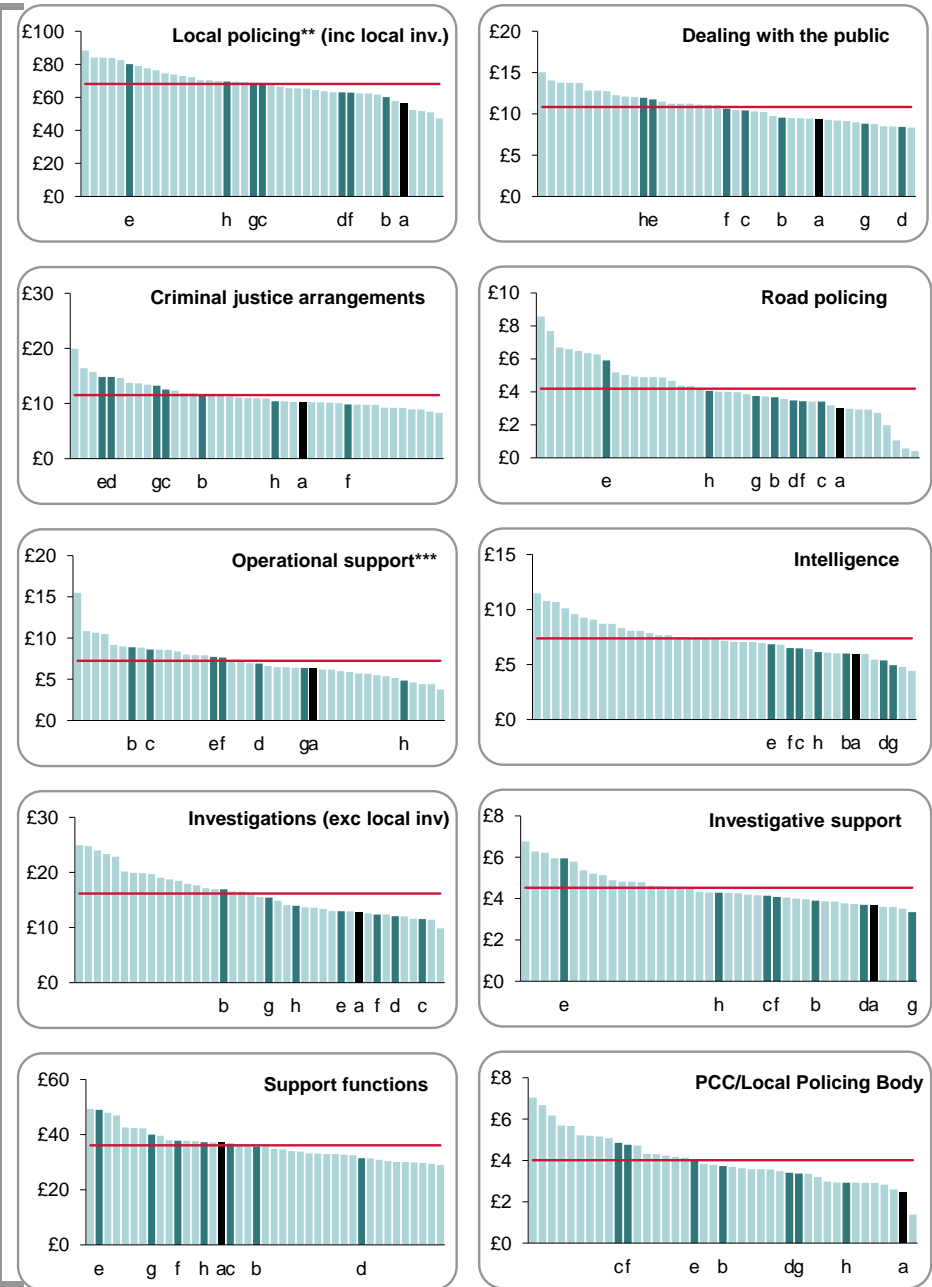 Local policing** (inc local inv.)
£100
£80
£60
£40
£20
£0
e h gc df b a
Dealing with the public
£20
£15
£10
£5
£0
he f c b a g d
Criminal justice arrangements
£30
£20
£10
£0
ed gc b h a f
Road policing
£10
£8
£6
£4
£2
£0
e h g b df c a
Operational support***
£20
£15
£10
£5
£0
b c ef d ga h
Intelligence
£15
£10
£5
£0
e fc h ba dg
Investigations (exc local inv)
£30
£20
£10
£0
b g h e a f d c
Investigative support
£8
£6
£4
£2
£0
e h cf b da g
Support functions
£60
£40
£20
£0
e g f h ac b d
PCC/Local Policing Body
£8
£6
£4
£2
£0
cf e b dg h a